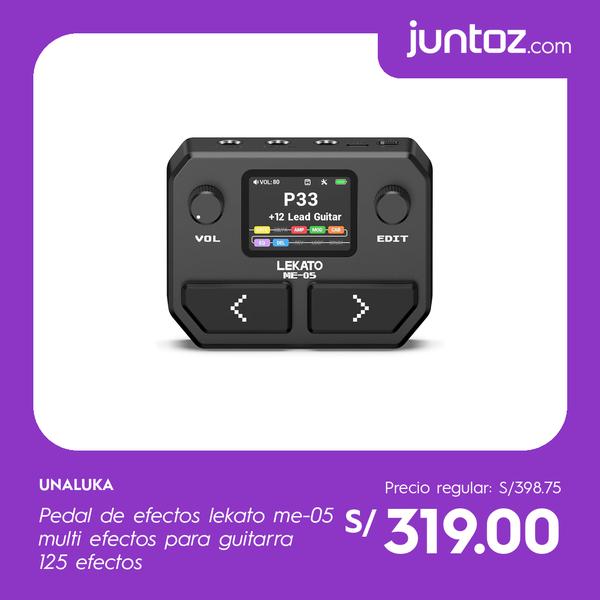 juntoz.com
VOL: 80
P33
+12 Lead Guitar
AMP MOD CAB
EQ DEL
VOL
EDIT
LEKATO
ME-05
UNALUKA
Precio regular: S/398.75
Pedal de efectos lekato me-05
multi efectos para guitarra
125 efectos
S/ 319.00